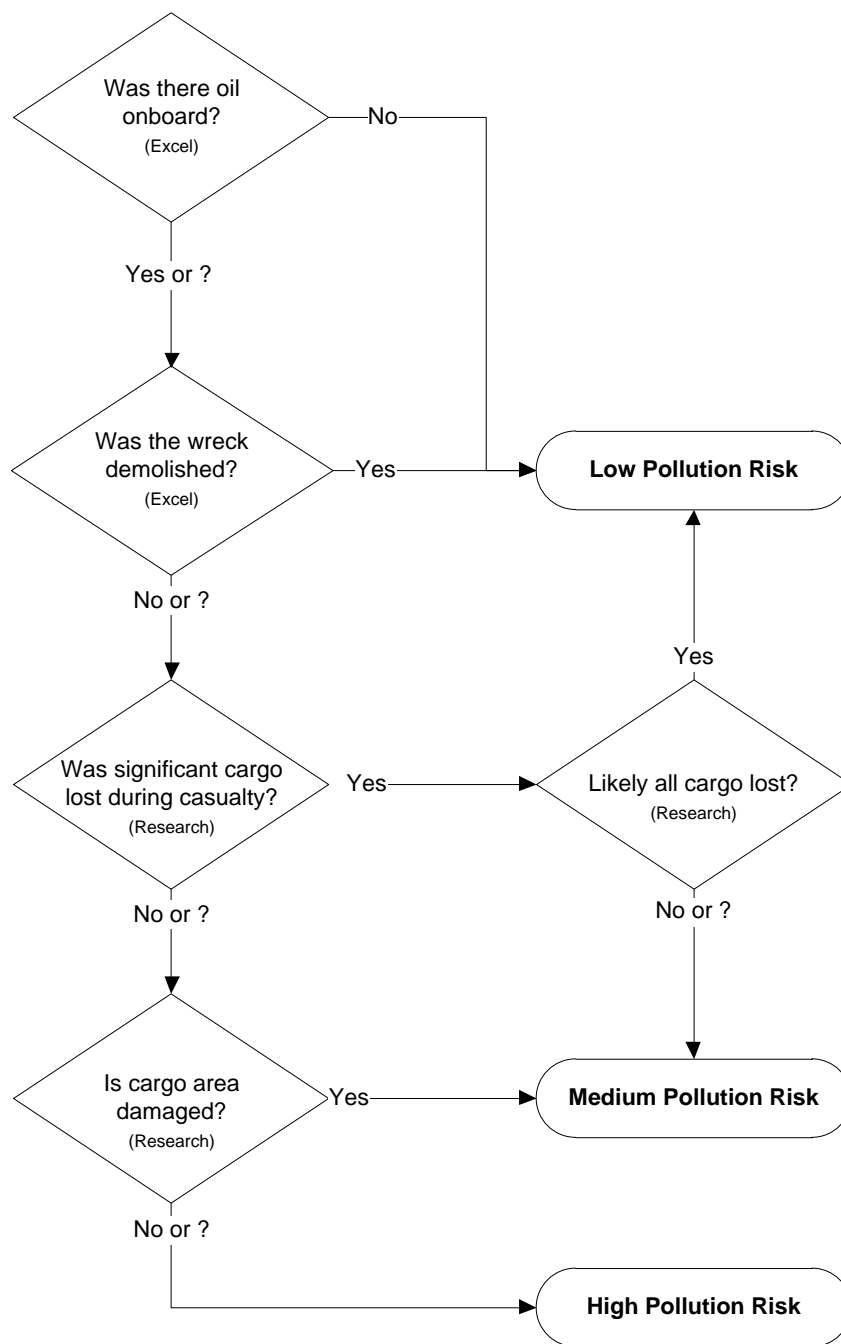 Was there oil
onboard?
(Excel)
No
Yes or ?
Was the wreck
demolished?
(Excel)
Yes
Low Pollution Risk
No or ?
Yes
Was significant cargo
lost during casualty?
(Research)
Yes
Likely all cargo lost?
(Research)
No or ?
No or ?
Is cargo area
damaged?
(Research)
Yes
Medium Pollution Risk
No or ?
High Pollution Risk